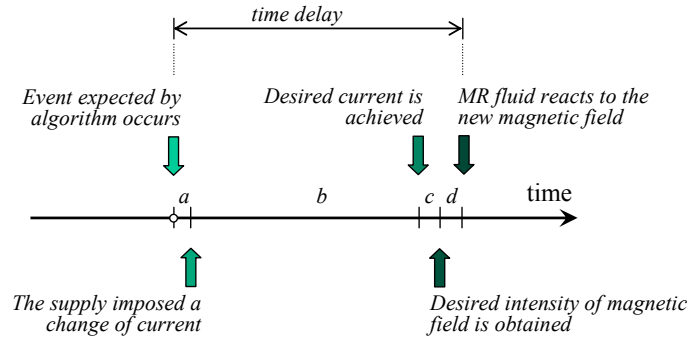 time delay
Event expected by
algorithm occurs
Desired current is
achieved
MR fluid reacts to the
new magnetic field
a
b
c
d
time
The supply imposed a
change of current
Desired intensity of magnetic
field is obtained